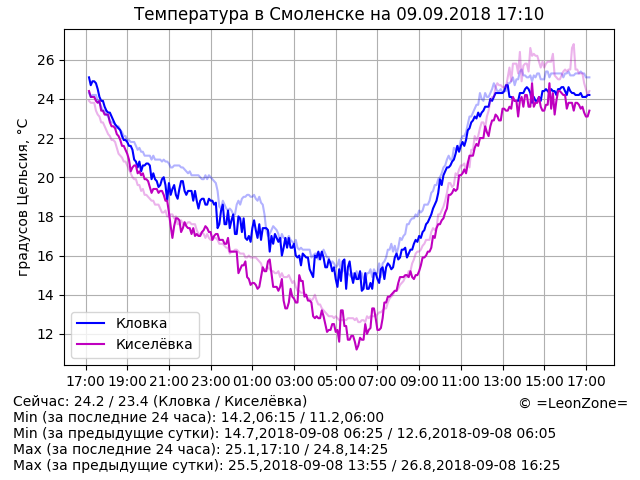 Температура в Смоленске на 09.09.2018 17:10
градусов Цельсия, °C
26
24
22
20
18
16
14
12
Кловка
Киселёвка
17:00 19:00 21:00 23:00 01:00 03:00 05:00 07:00 09:00 11:00 13:00 15:00 17:00
Сейчас: 24.2 / 23.4 (Кловка / Киселёвка)
© =LeonZone=
Min (за последние 24 часа): 14.2,06:15 / 11.2,06:00
Min (за предыдущие сутки): 14.7,2018-09-08 06:25 / 12.6,2018-09-08 06:05
Max (за последние 24 часа): 25.1,17:10 / 24.8,14:25
Max (за предыдущие сутки): 25.5,2018-09-08 13:55 / 26.8,2018-09-08 16:25